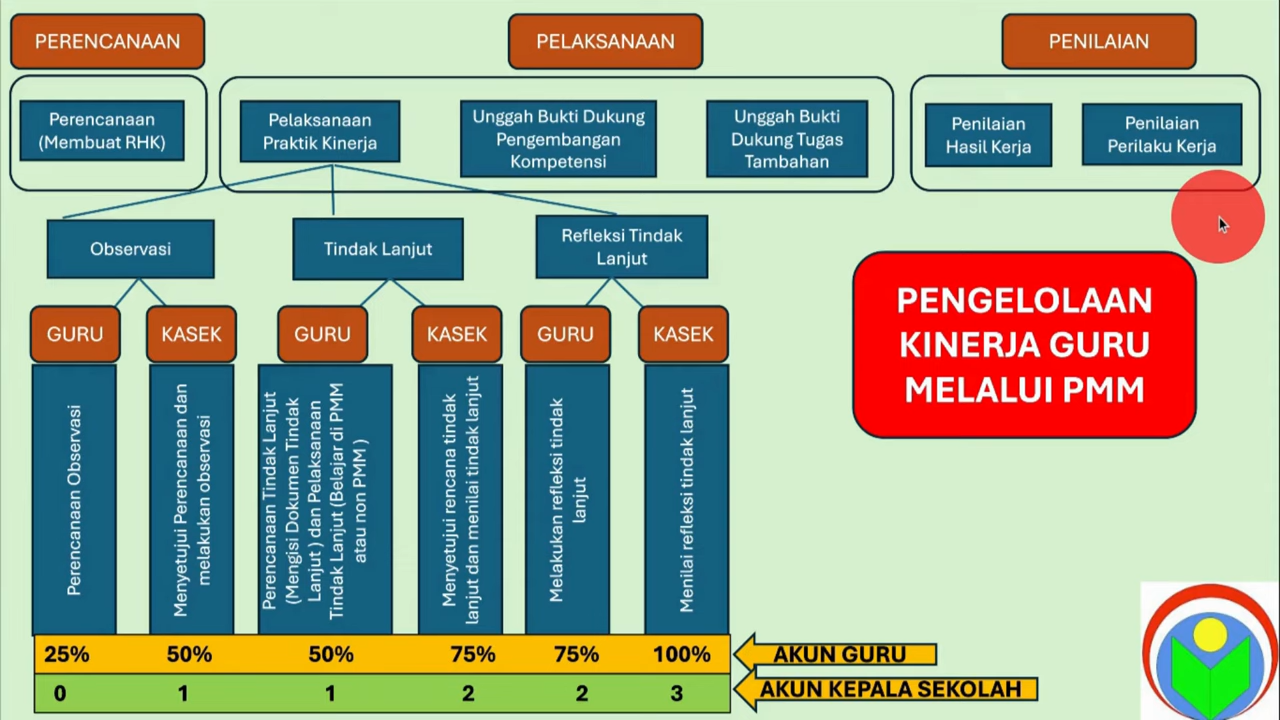 PERENCANAAN
PELAKSANAAN
PENILAIAN
Perencanaan
(Membuat RHK)
Pelaksanaan
Praktik Kinerja
Unggah Bukti Dukung
Pengembangan
Kompetensi
Unggah Bukti
Dukung Tugas
Tambahan
Penilaian
Hasil Kerja
Penilaian
Perilaku Kerja
Observasi
Tindak Lanjut
Refleksi Tindak
Lanjut
PENGELOLAAN
KINERJA GURU
MELALUI PMM
GURU
KASEK
GURU
KASEK
GURU
KASEK
Perencanaan Observasi
Menyetujui Perencanaan dan
melakukan observasi
Perencanaan Tindak Lanjut
(Mengisi Dokumen Tindak
Lanjut ) dan Pelaksanaan
Tindak Lanjut (Belajar di PMM
atau non PMM )
Menyetujui rencana tindak
lanjut dan menilai tindak lanjut
Melakukan refleksi tindak
lanjut
Menilai refleksi tindak lanjut
25% 50% 50% 75% 75% 100% AKUN GURU
0 1 1 2 2 3 AKUN KEPALA SEKOLAH